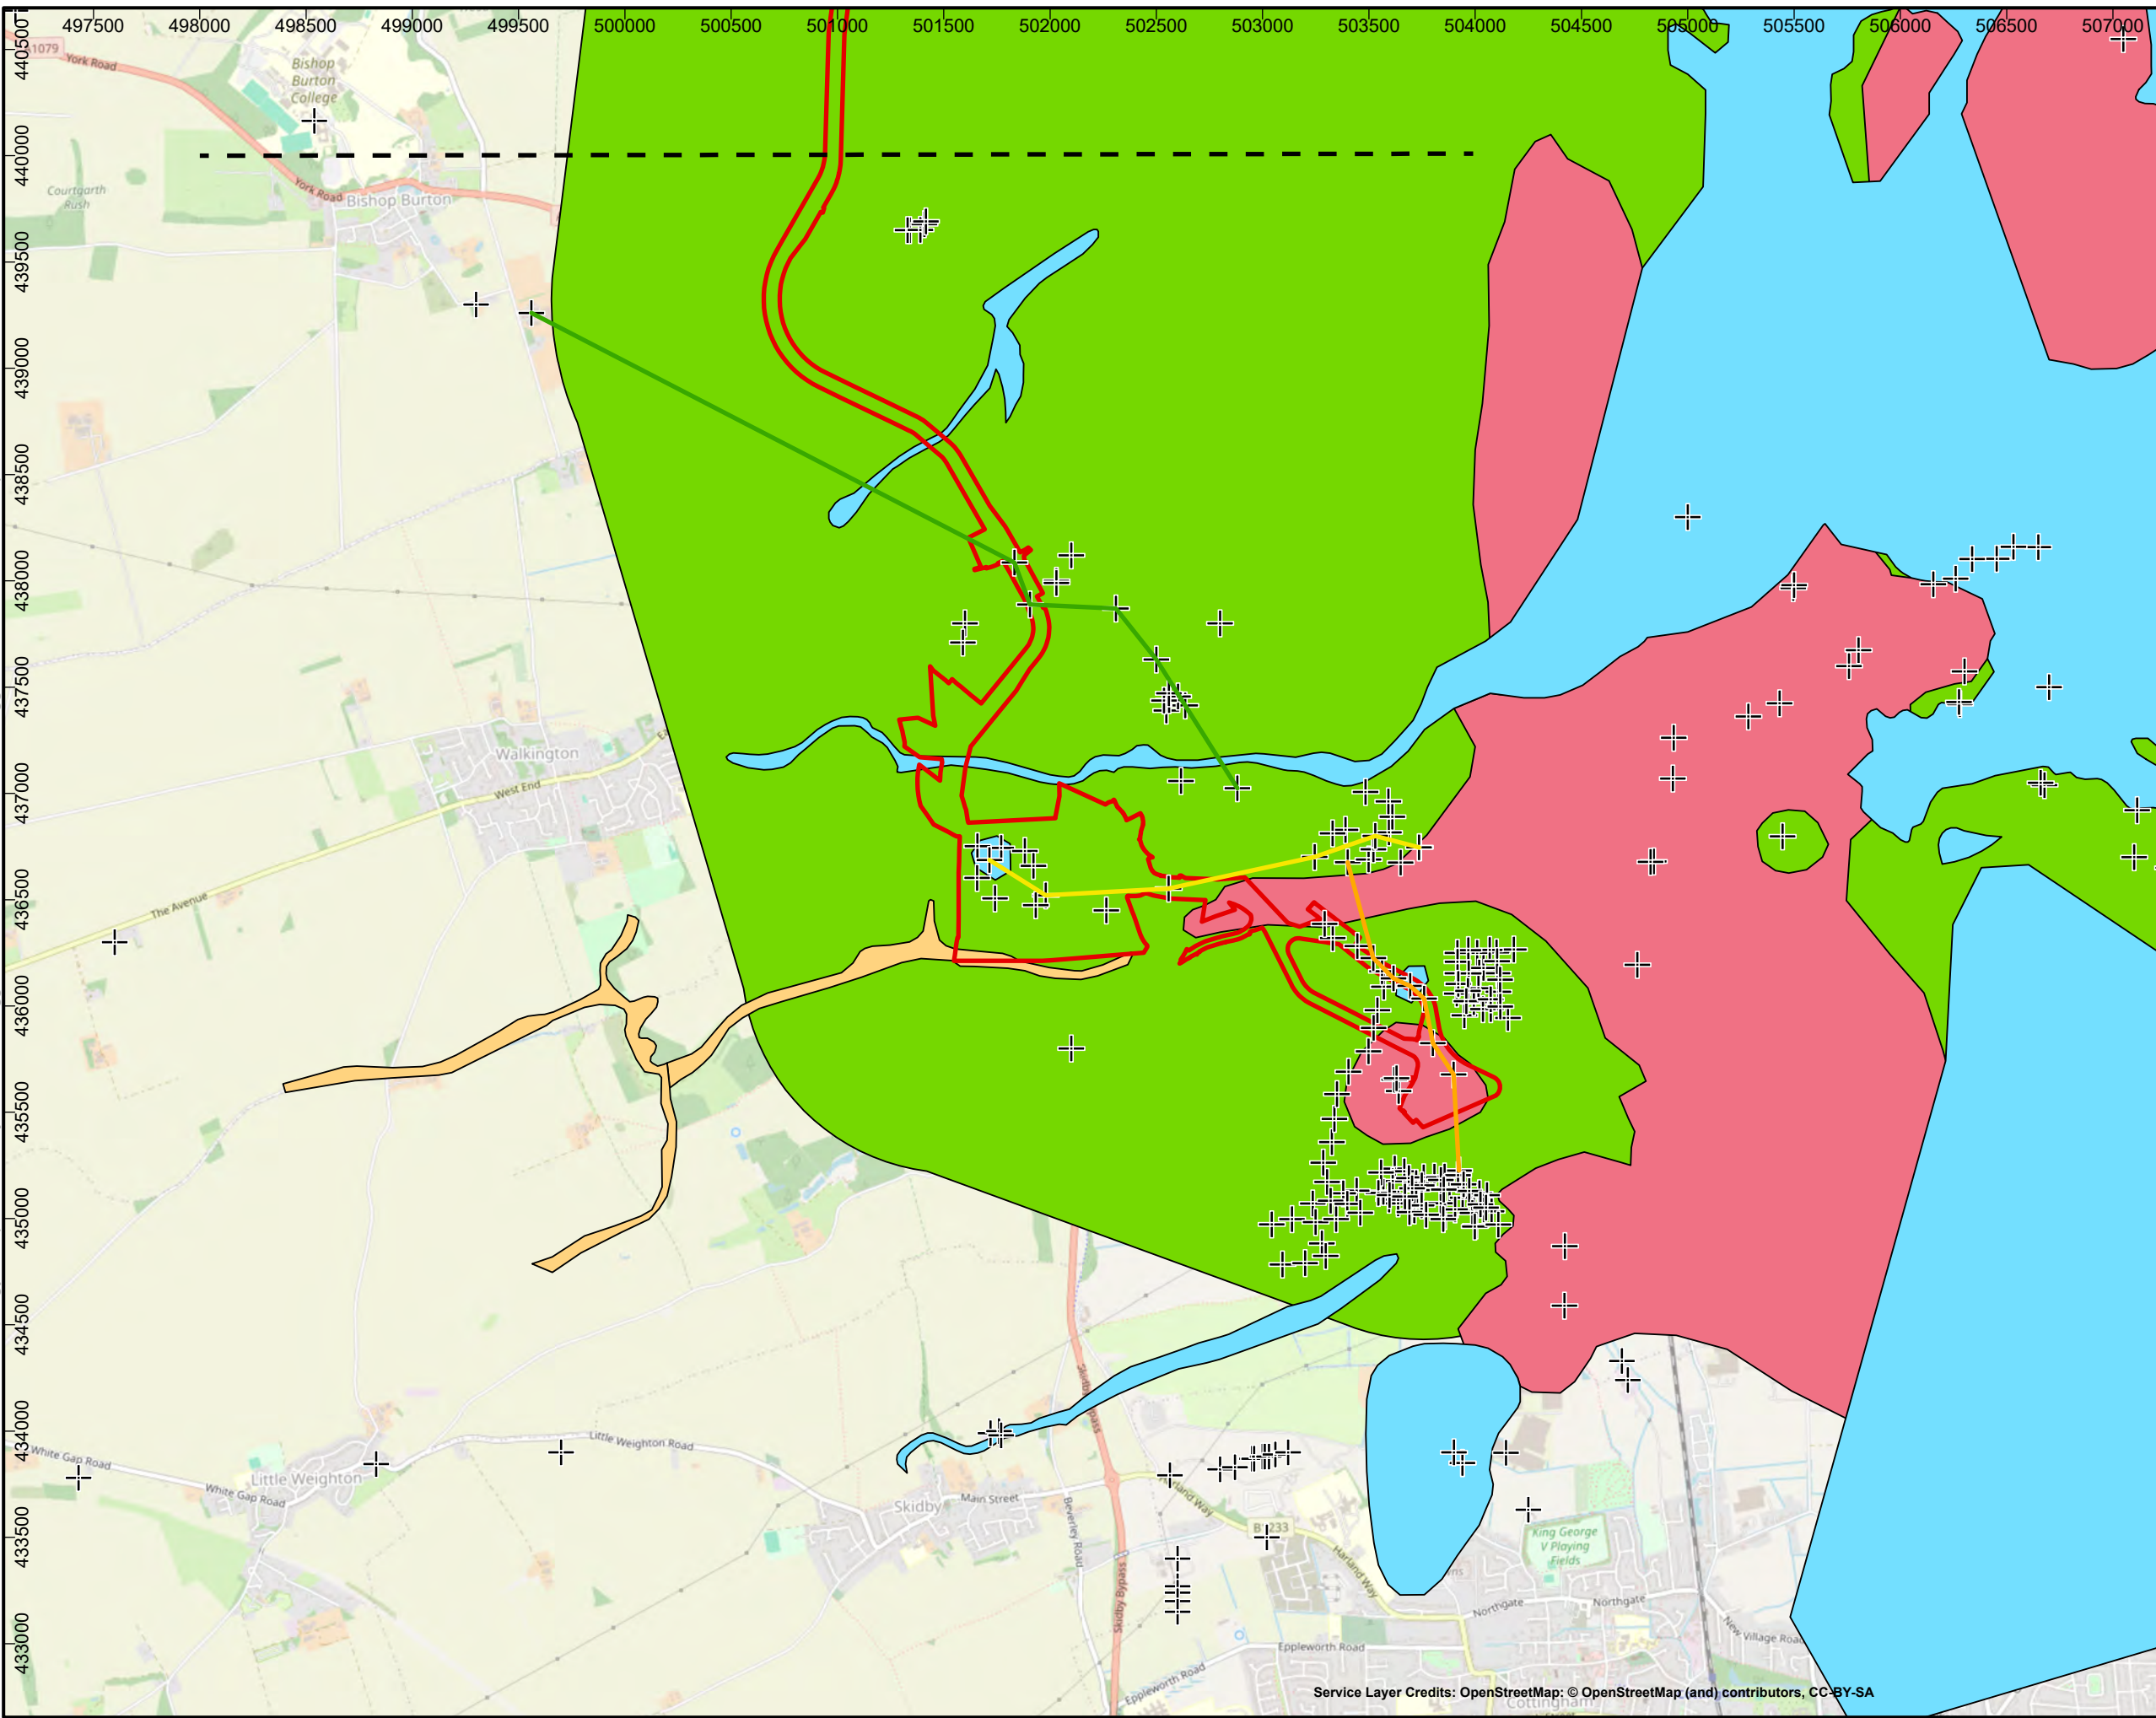 497500 498000 498500 499000 499500 500000 500500 501000 501500 502000 502500 503000 503500 504000 504500 505000 505500 506000 506500 507000
440500
440000
439500
439000
438500
438000
437500
437000
436500
436000
435500
435000
434500
434000
433500
433000
A1079
York Road
Bishop
Burton
College
Courtgarth
Rush
York Road
Bishop Burton
Walkington
West End
The Avenue
White Gap Road
Little Weighton
White Gap Road
Little Weighton Road
Skidby
Main Street
Beverley Road
Skidby Bypass
Harland Way
Harland Way
King George
V Playing
Fields
Northgate
Northgate
New Village Road
Eppleworth Road
Eppleworth Road
Cottingham
Service Layer Credits: OpenStreetMap: © OpenStreetMap (and) contributors, CC-BY-SA